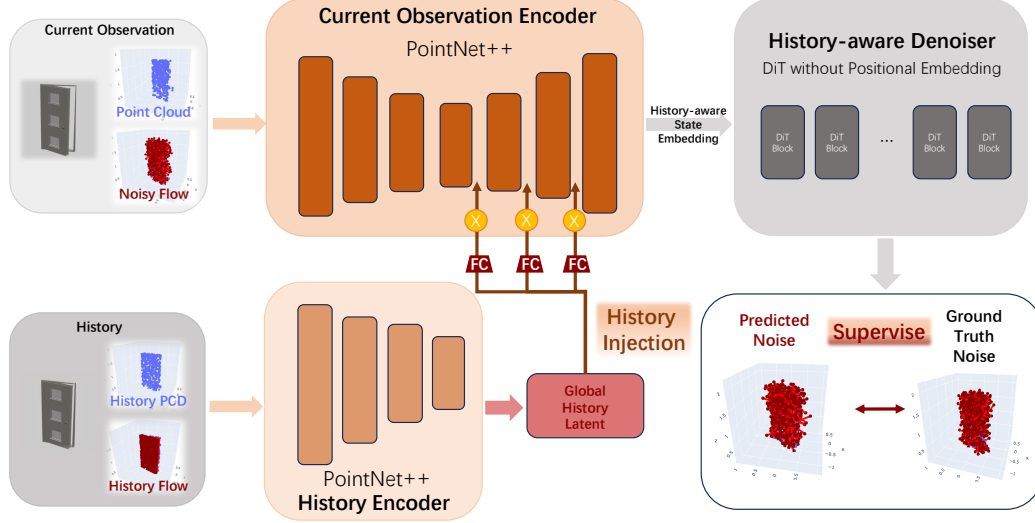 Current Observation
Point Cloud
Noisy Flow
Current Observation Encoder
PointNet++
X
X
X
FC
FC
FC
History-aware
State
Embedding
History-aware Denoiser
DiT without Positional Embedding
DiT
Block
DiT
Block
...
DiT
Block
DiT
Block
History
History PCD
History Flow
PointNet++
History Encoder
Global
History
Latent
History
Injection
Predicted
Noise
Supervise
Ground
Truth
Noise